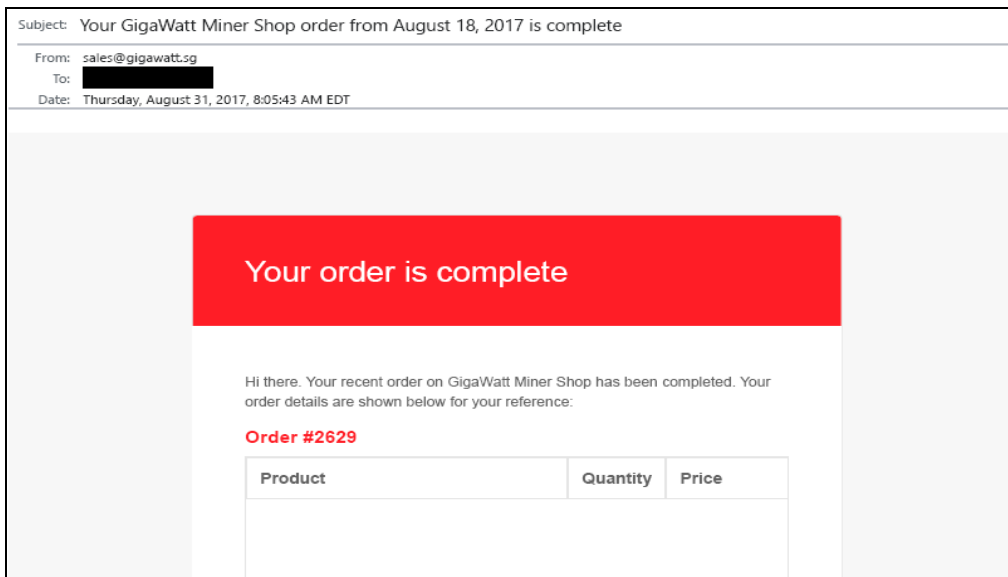 Subject: Your GigaWatt Miner Shop order from August 18, 2017 is complete
From: sales@gigawatt.sg
To:
Date: Thursday, August 31, 2017, 8:05:43 AM EDT
Your order is complete
Hi there. Your recent order on GigaWatt Miner Shop has been completed. Your
order details are shown below for your reference:
Order #2629
Product Quantity Price